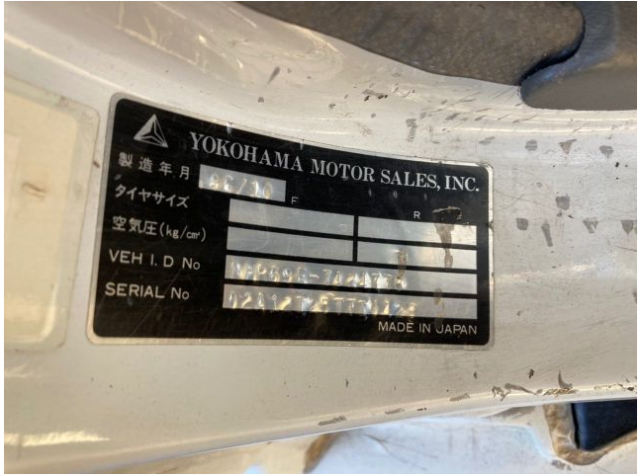 YOKOHAMA MOTOR SALES, INC.
製造年月
タイヤサイズ F R
空気圧(kg/cm²)
VEH I.D No
SERIAL No
MADE IN JAPAN